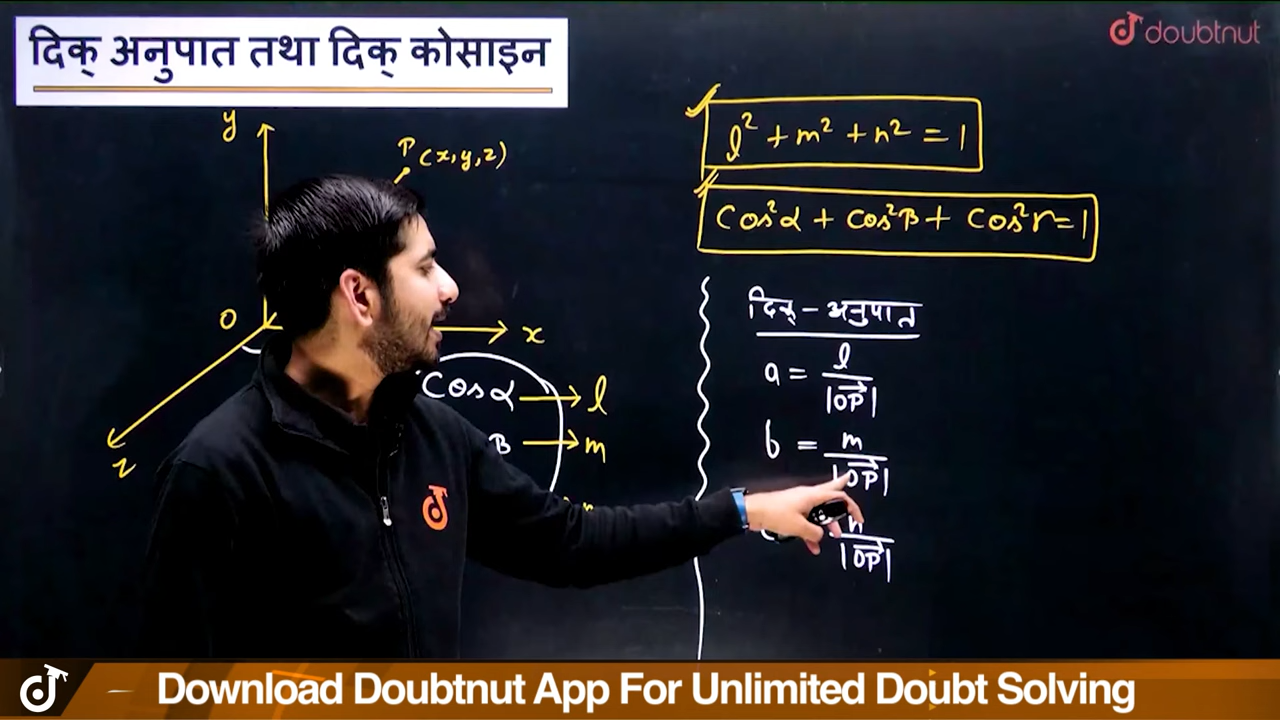 दिक् अनुपात तथा दिक् कोसाइन
doubtnut
y
P (x, y, z)
O
x
z
Cosα → l
β → m
l² + m² + n² = 1
Cos²α + Cos²β + Cos²γ = 1
दिक् - अनुपात
a = l / |OP|
b = m / |OP|
n / |OP|
Download Doubtnut App For Unlimited Doubt Solving